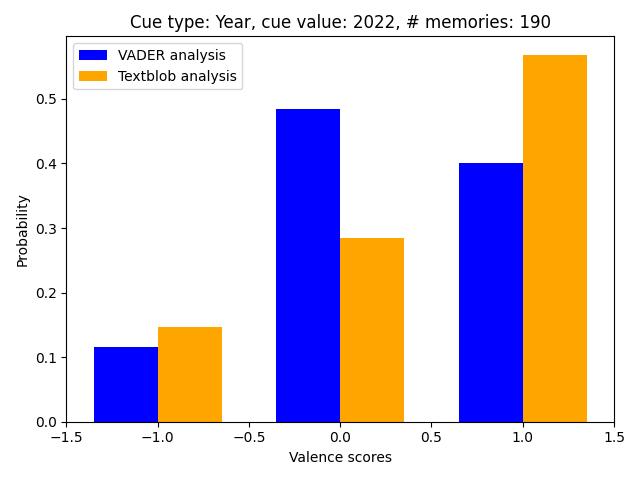 Cue type: Year, cue value: 2022, # memories: 190
VADER analysis
Textblob analysis
Probability
0.5
0.4
0.3
0.2
0.1
0.0
−1.5 −1.0 −0.5 0.0 0.5 1.0 1.5
Valence scores